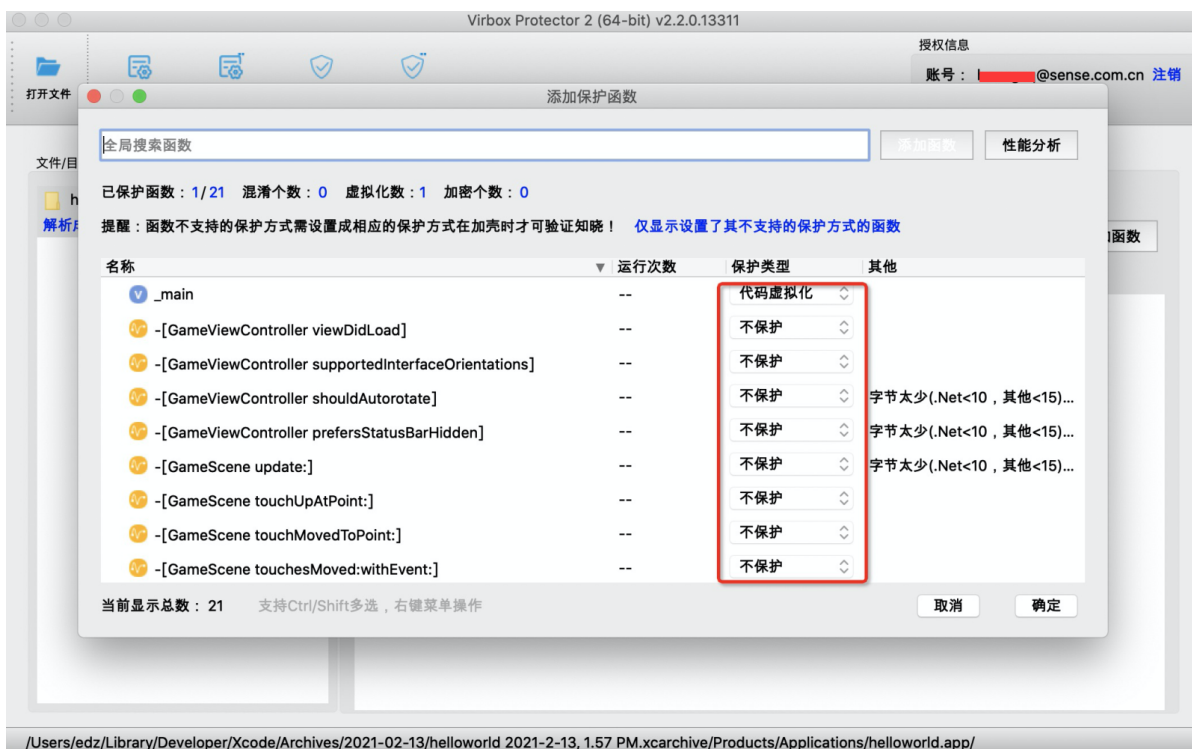 Virbox Protector 2 (64-bit) v2.2.0.13311
授权信息
账号： @sense.com.cn 注销
打开文件
添加保护函数
全局搜索函数 添加函数 性能分析
文件/目
已保护函数：1/21 混淆个数：0 虚拟化数：1 加密个数：0
h
解析
提醒：函数不支持的保护方式需设置成相应的保护方式在加壳时才可验证知晓！ 仅显示设置了其不支持的保护方式的函数
函数
名称 运行次数 保护类型 其他
V _main -- 代码虚拟化
-[GameViewController viewDidLoad] -- 不保护
-[GameViewController supportedInterfaceOrientations] -- 不保护
-[GameViewController shouldAutorotate] -- 不保护 字节太少(.Net<10，其他<15)...
-[GameViewController prefersStatusBarHidden] -- 不保护 字节太少(.Net<10，其他<15)...
-[GameScene update:] -- 不保护 字节太少(.Net<10，其他<15)...
-[GameScene touchUpAtPoint:] -- 不保护
-[GameScene touchMovedToPoint:] -- 不保护
-[GameScene touchesMoved:withEvent:] -- 不保护
当前显示总数：21 支持Ctrl/Shift多选，右键菜单操作 取消 确定
/Users/edz/Library/Developer/Xcode/Archives/2021-02-13/helloworld 2021-2-13, 1.57 PM.xcarchive/Products/Applications/helloworld.app/